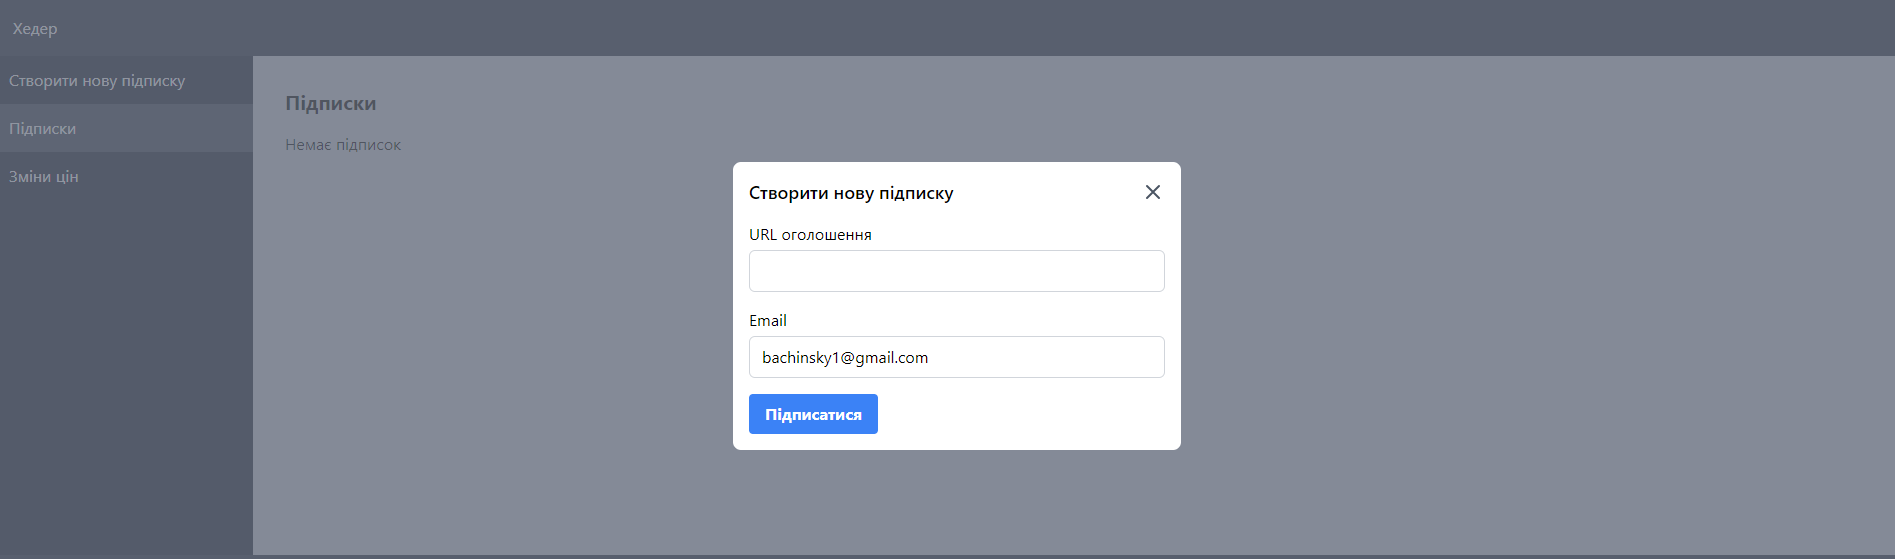 Хедер
Створити нову підписку
Підписки
Зміни цін
Підписки
Немає підписок
Створити нову підписку
URL оголошення
Email
bachinsky1@gmail.com
Підписатися